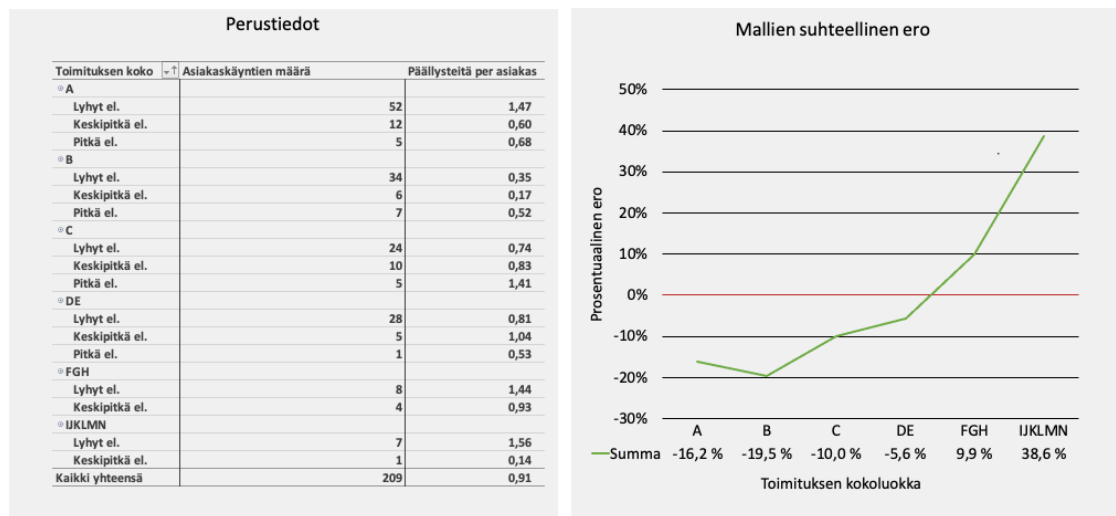 Perustiedot
Toimituksen koko Asiakaskäyntien määrä Päällysteitä per asiakas
A
Lyhyt el. 52 1,47
Keskipitkä el. 12 0,60
Pitkä el. 5 0,68
B
Lyhyt el. 34 0,35
Keskipitkä el. 6 0,17
Pitkä el. 7 0,52
C
Lyhyt el. 24 0,74
Keskipitkä el. 10 0,83
Pitkä el. 5 1,41
DE
Lyhyt el. 28 0,81
Keskipitkä el. 5 1,04
Pitkä el. 1 0,53
FGH
Lyhyt el. 8 1,44
Keskipitkä el. 4 0,93
IJKLMN
Lyhyt el. 7 1,56
Keskipitkä el. 1 0,14
Kaikki yhteensä 209 0,91
Mallien suhteellinen ero
Prosentuaalinen ero
50%
40%
30%
20%
10%
0%
-10%
-20%
-30%
A B C DE FGH IJKLMN
Summa -16,2 % -19,5 % -10,0 % -5,6 % 9,9 % 38,6 %
Toimituksen kokoluokka